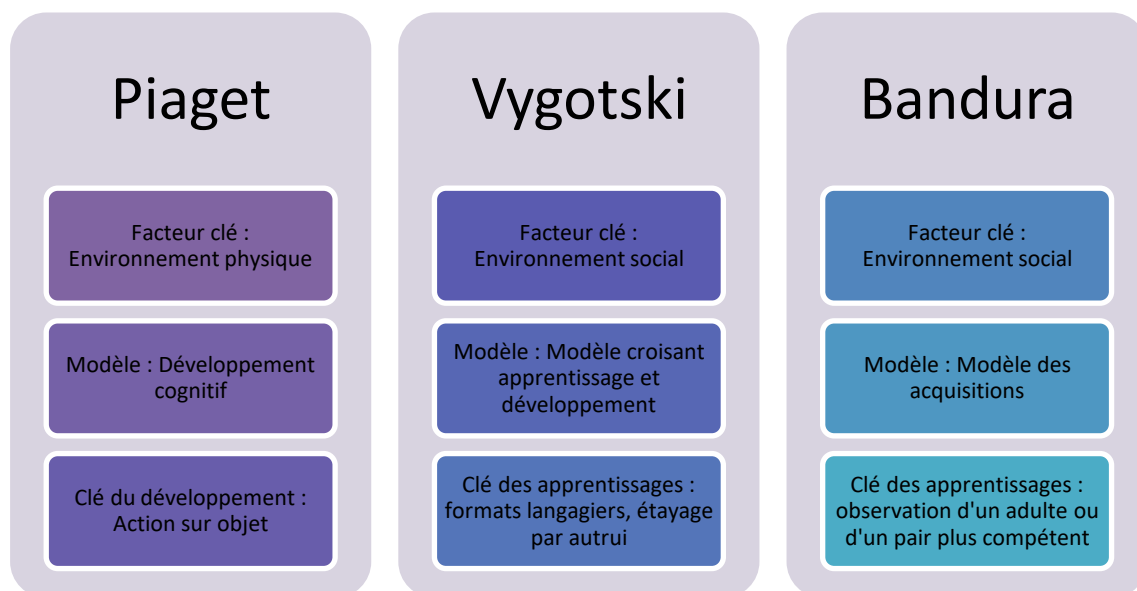 Piaget
Facteur clé :
Environnement physique
Modèle : Développement
cognitif
Clé du développement :
Action sur objet
Vygotski
Facteur clé :
Environnement social
Modèle : Modèle croisant
apprentissage et
développement
Clé des apprentissages :
formats langagiers, étayage
par autrui
Bandura
Facteur clé :
Environnement social
Modèle : Modèle des
acquisitions
Clé des apprentissages :
observation d'un adulte ou
d'un pair plus compétent